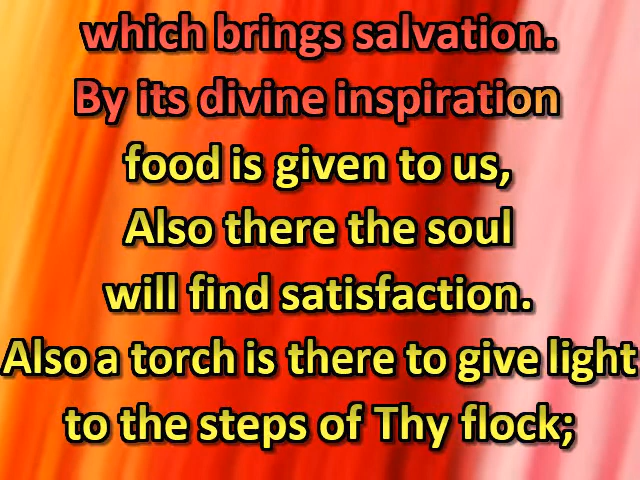 which brings salvation.
By its divine inspiration
food is given to us,
Also there the soul
will find satisfaction.
Also a torch is there to give light
to the steps of Thy flock;